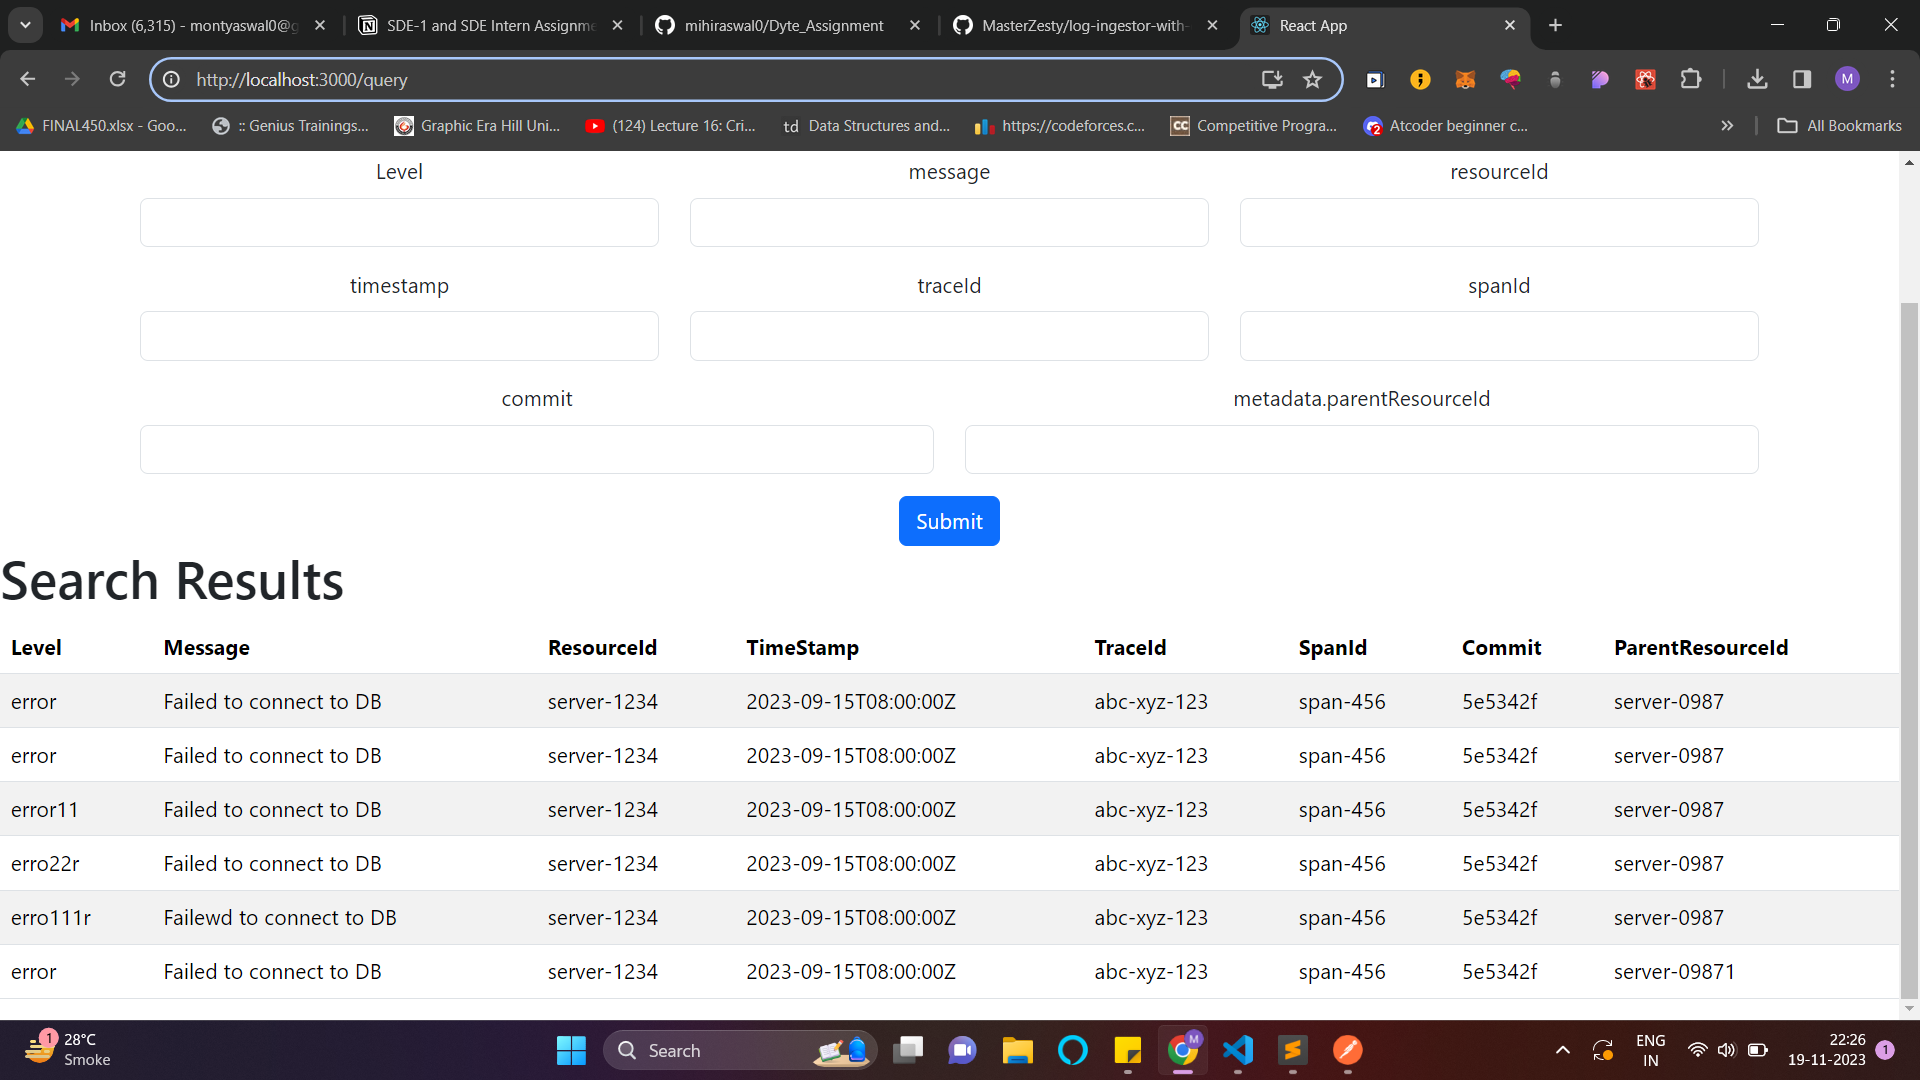 Inbox (6,315) - montyaswal0@g
SDE-1 and SDE Intern Assignme
mihiraswal0/Dyte_Assignment
MasterZesty/log-ingestor-with-
React App
http://localhost:3000/query
M
FINAL450.xlsx - Goo...
:: Genius Trainings...
Graphic Era Hill Uni...
(124) Lecture 16: Cri...
td Data Structures and...
https://codeforces.c...
CC Competitive Progra...
2 Atcoder beginner c...
All Bookmarks
Level message resourceId
timestamp traceId spanId
commit metadata.parentResourceId
Submit
Search Results
Level Message ResourceId TimeStamp TraceId SpanId Commit ParentResourceId
error Failed to connect to DB server-1234 2023-09-15T08:00:00Z abc-xyz-123 span-456 5e5342f server-0987
error Failed to connect to DB server-1234 2023-09-15T08:00:00Z abc-xyz-123 span-456 5e5342f server-0987
error11 Failed to connect to DB server-1234 2023-09-15T08:00:00Z abc-xyz-123 span-456 5e5342f server-0987
erro22r Failed to connect to DB server-1234 2023-09-15T08:00:00Z abc-xyz-123 span-456 5e5342f server-0987
erro111r Failewd to connect to DB server-1234 2023-09-15T08:00:00Z abc-xyz-123 span-456 5e5342f server-0987
error Failed to connect to DB server-1234 2023-09-15T08:00:00Z abc-xyz-123 span-456 5e5342f server-09871
1 28°C
Smoke
Search
M
ENG
IN
22:26
19-11-2023
1